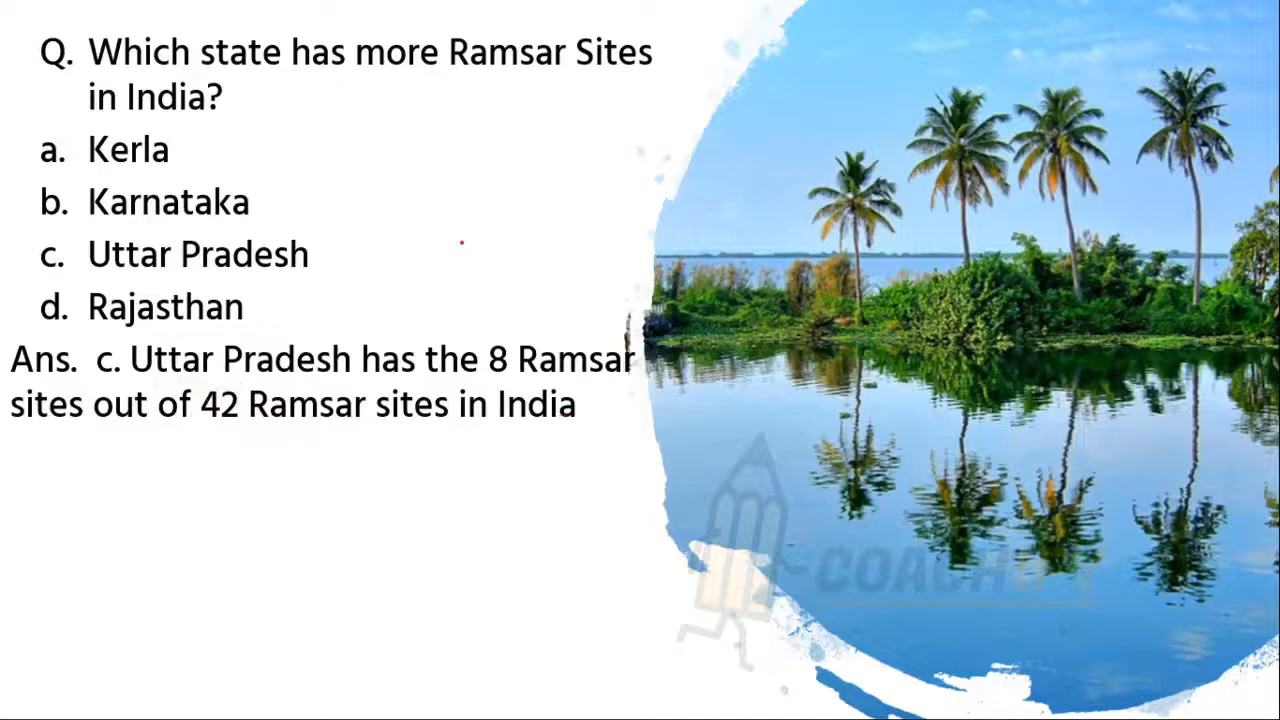 Q. Which state has more Ramsar Sites
in India?
a. Kerla
b. Karnataka
c. Uttar Pradesh
d. Rajasthan
Ans. c. Uttar Pradesh has the 8 Ramsar
sites out of 42 Ramsar sites in India